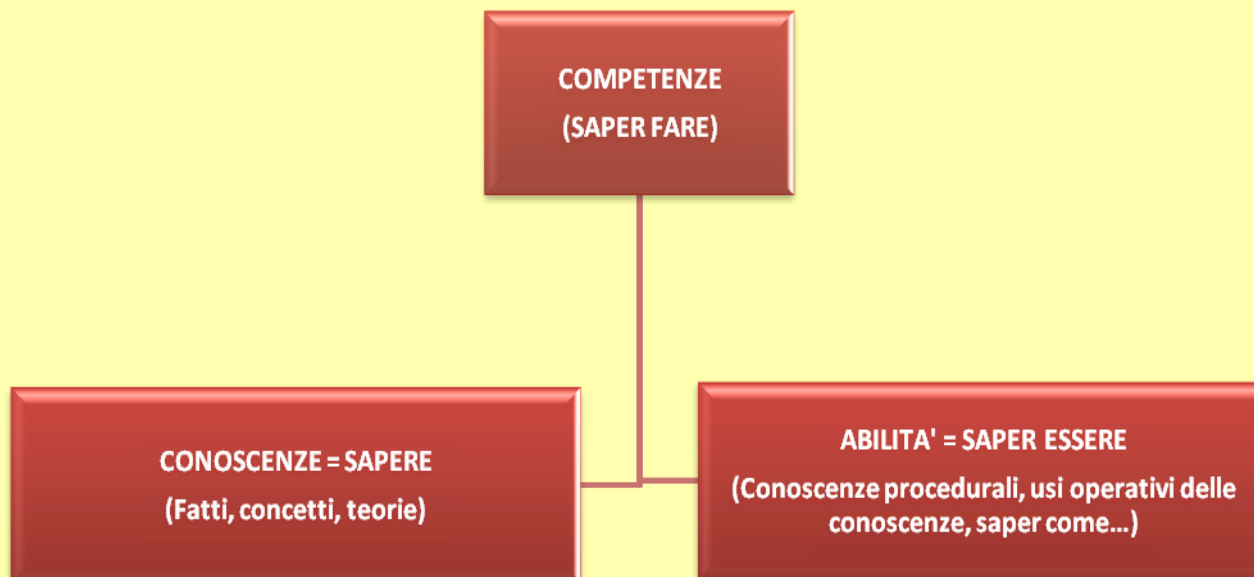 COMPETENZE
(SAPER FARE)
CONOSCENZE = SAPERE
(Fatti, concetti, teorie)
ABILITA' = SAPER ESSERE
(Conoscenze procedurali, usi operativi delle
conoscenze, saper come...)